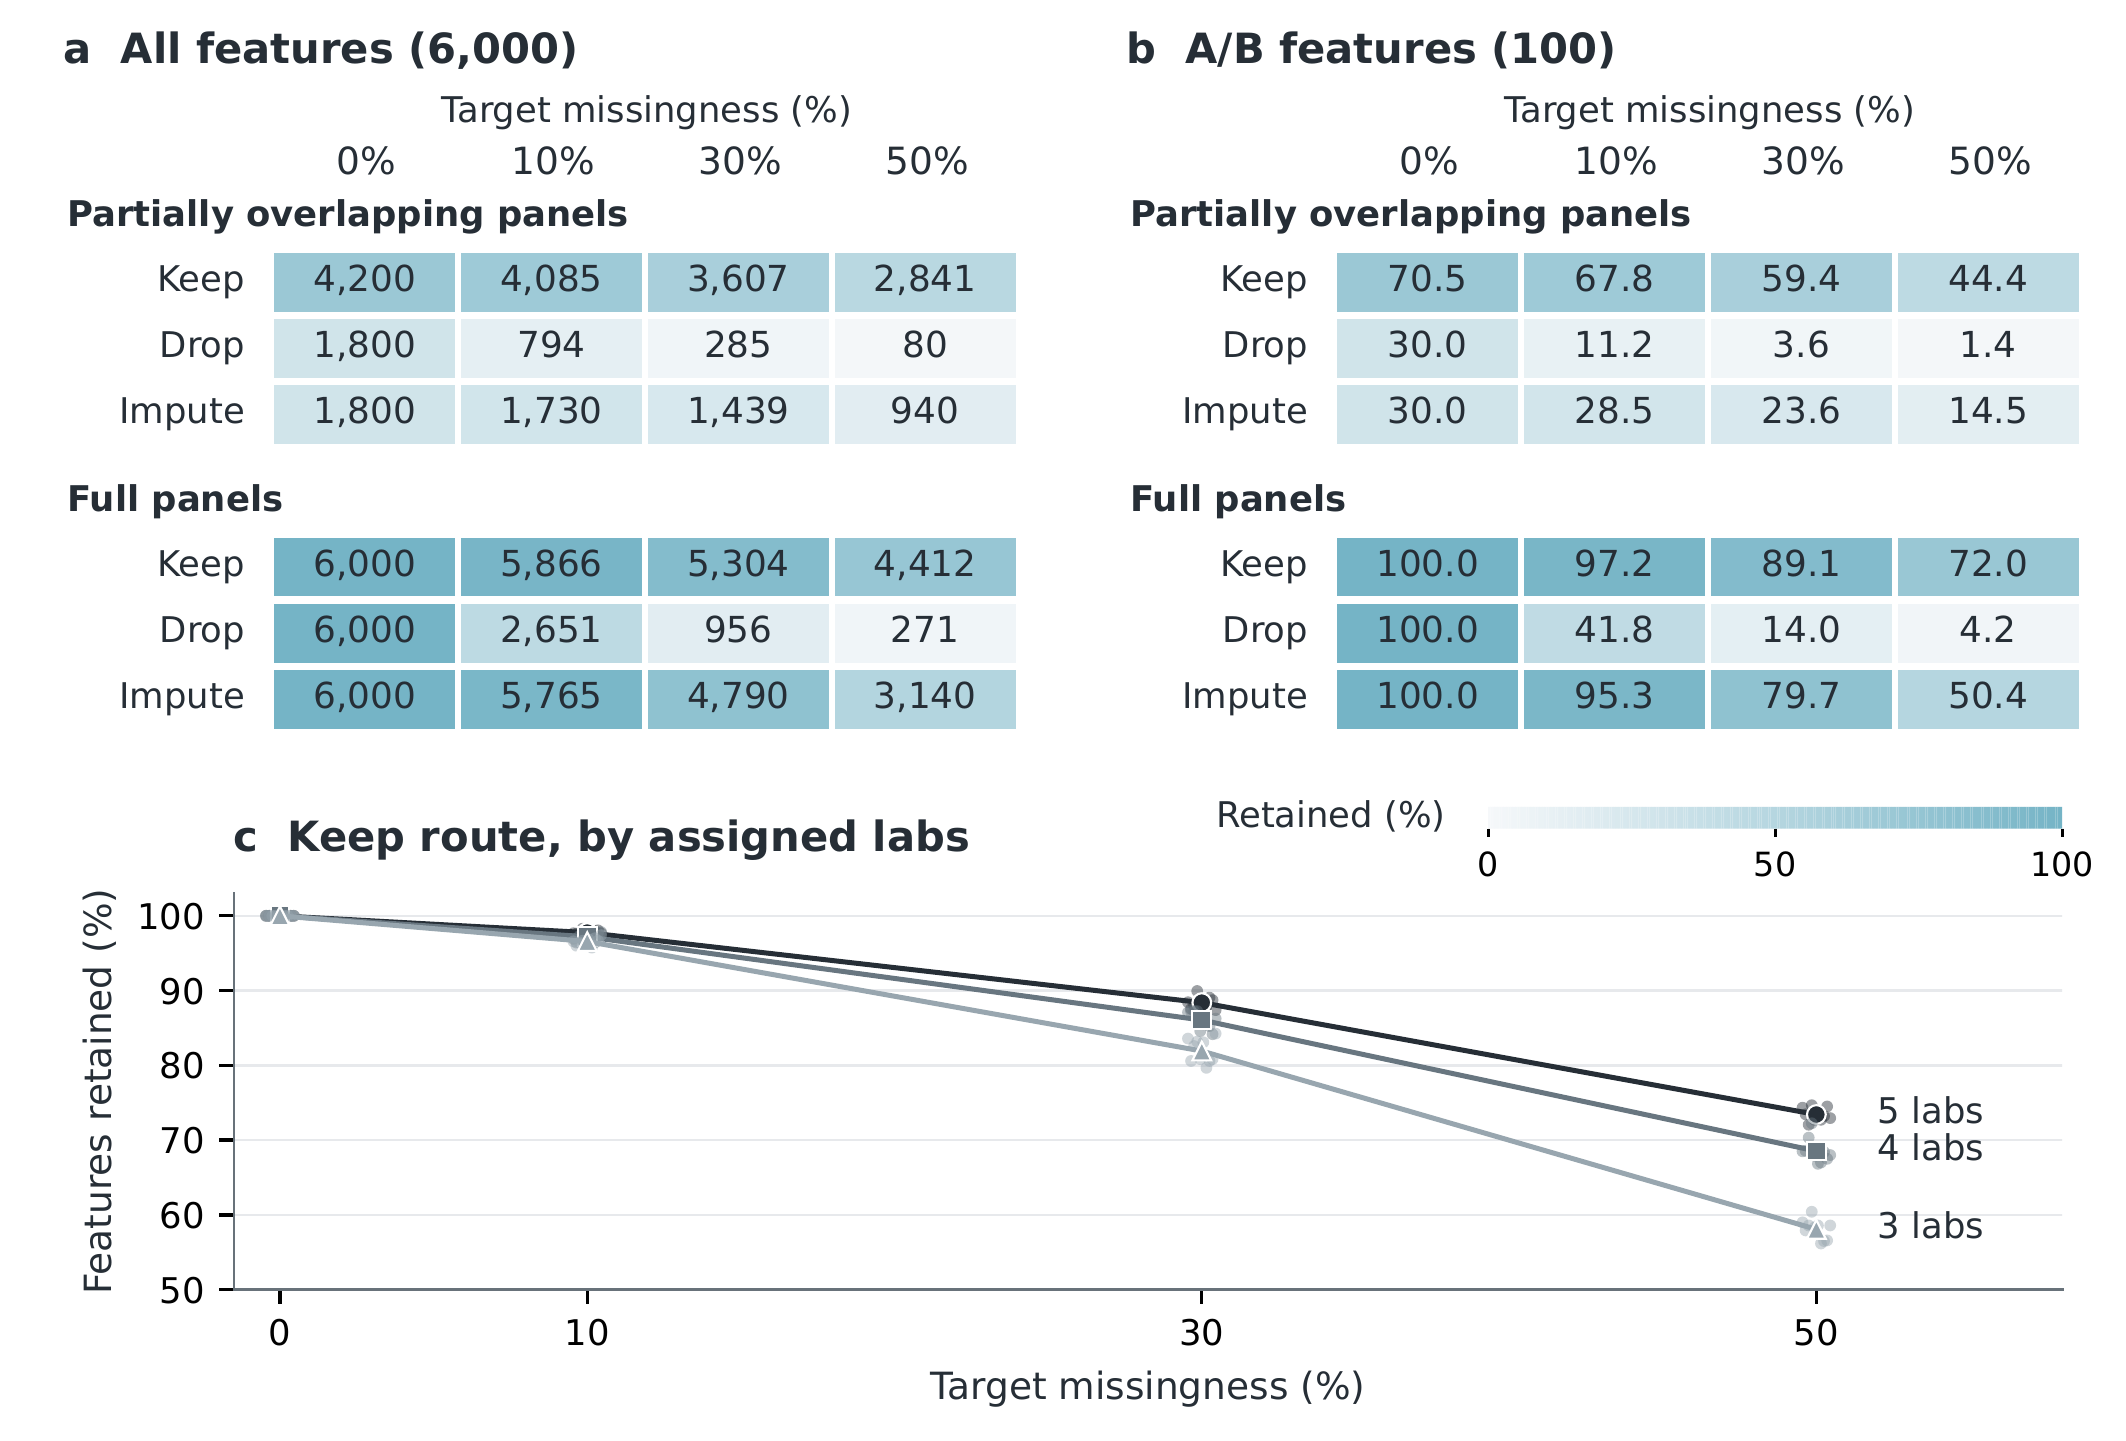 a All features (6,000)
Target missingness (%)
0% 10% 30% 50%
Partially overlapping panels
Keep 4,200 4,085 3,607 2,841
Drop 1,800 794 285 80
Impute 1,800 1,730 1,439 940
Full panels
Keep 6,000 5,866 5,304 4,412
Drop 6,000 2,651 956 271
Impute 6,000 5,765 4,790 3,140
b A/B features (100)
Target missingness (%)
0% 10% 30% 50%
Partially overlapping panels
Keep 70.5 67.8 59.4 44.4
Drop 30.0 11.2 3.6 1.4
Impute 30.0 28.5 23.6 14.5
Full panels
Keep 100.0 97.2 89.1 72.0
Drop 100.0 41.8 14.0 4.2
Impute 100.0 95.3 79.7 50.4
Retained (%)
0 50 100
c Keep route, by assigned labs
Features retained (%)
100
90
80
70
60
50
5 labs
4 labs
3 labs
0 10 30 50
Target missingness (%)